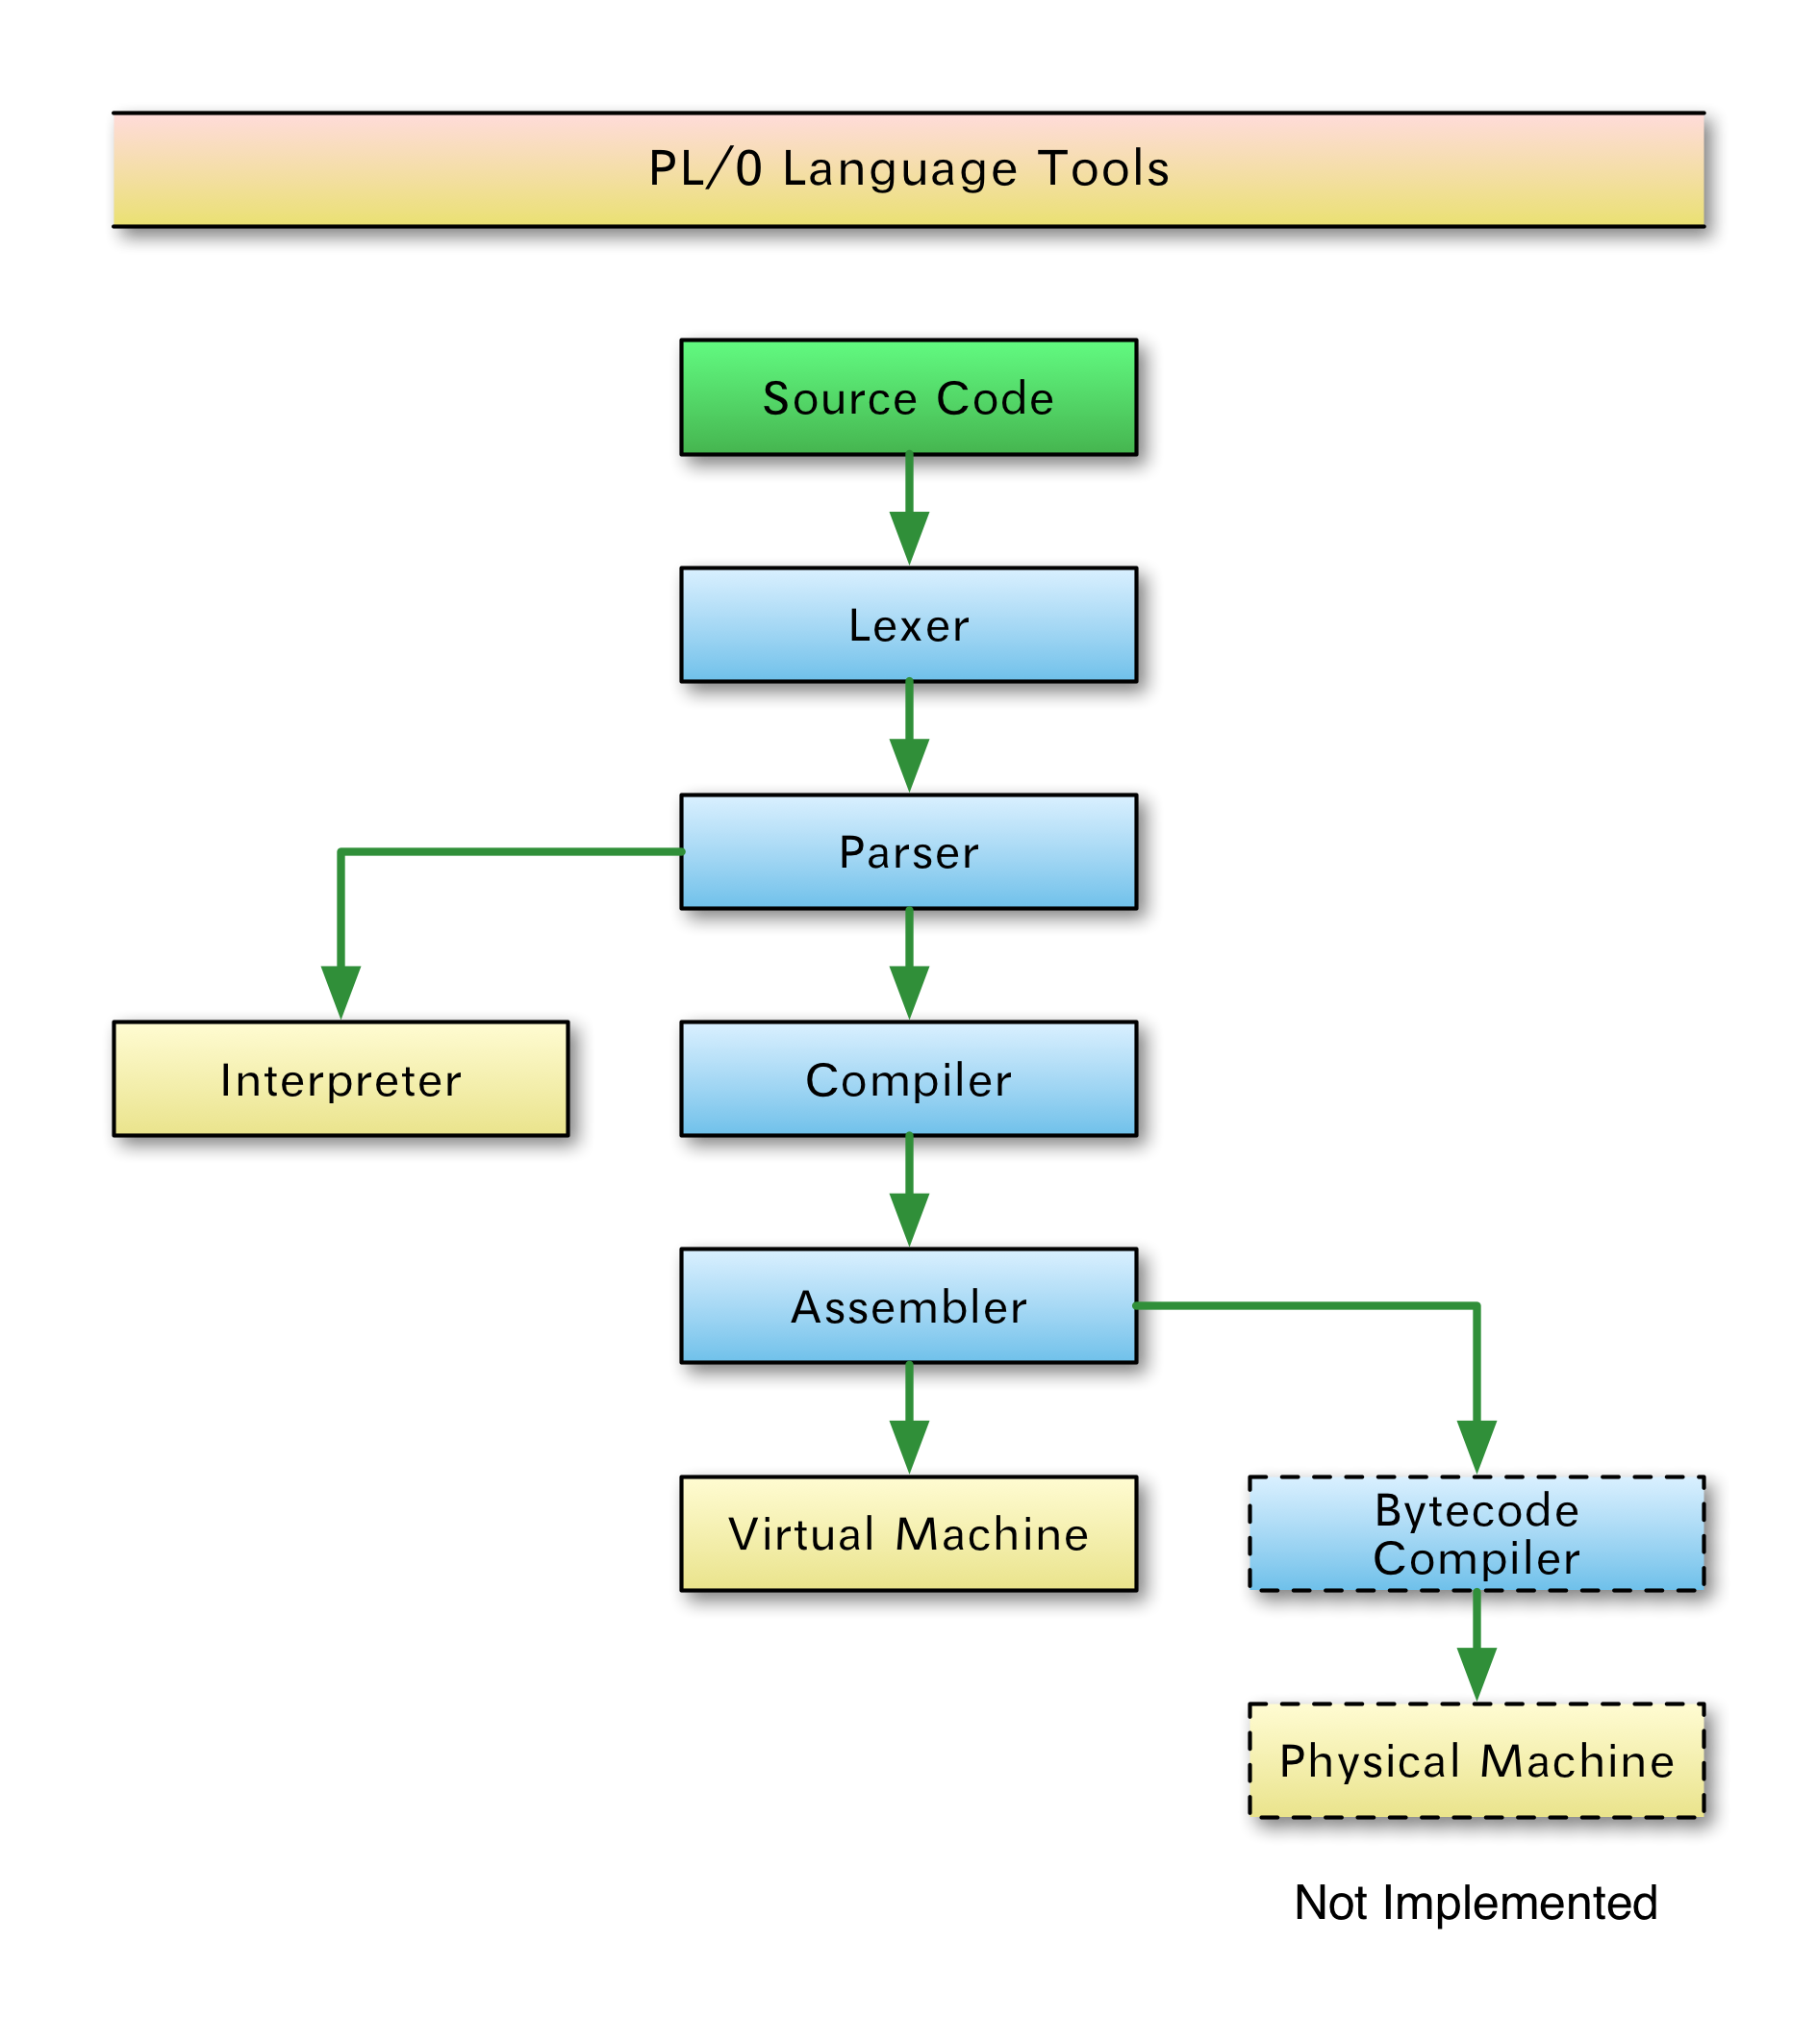 PL/0 Language Tools
Source Code
Lexer
Parser
Interpreter
Compiler
Assembler
Virtual Machine
Bytecode
Compiler
Physical Machine
Not Implemented